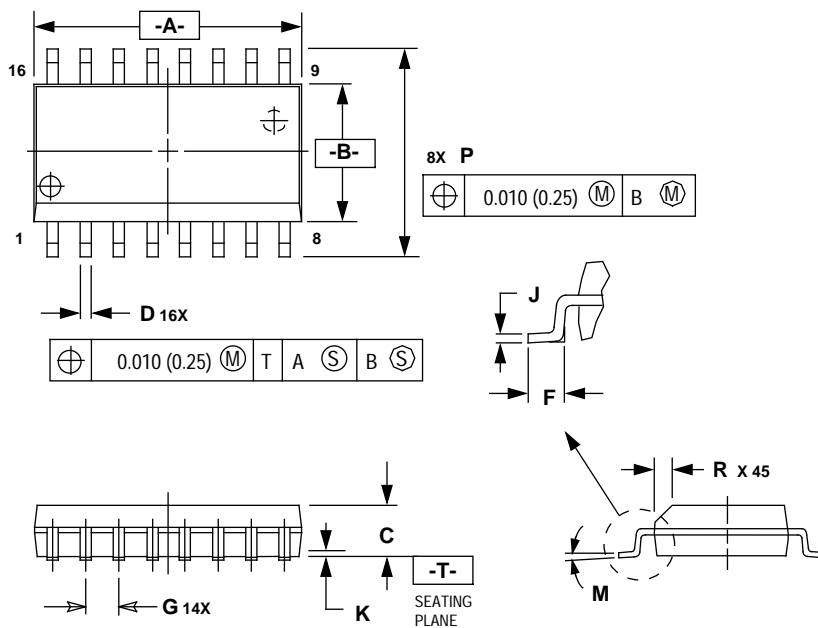 -A-
16
9
-B-
8X P
0.010 (0.25) Ⓜ B Ⓜ
1
8
J
D 16X
0.010 (0.25) Ⓜ T A Ⓢ B Ⓢ
F
R X 45
C
-T-
G 14X
K
SEATING
PLANE
M